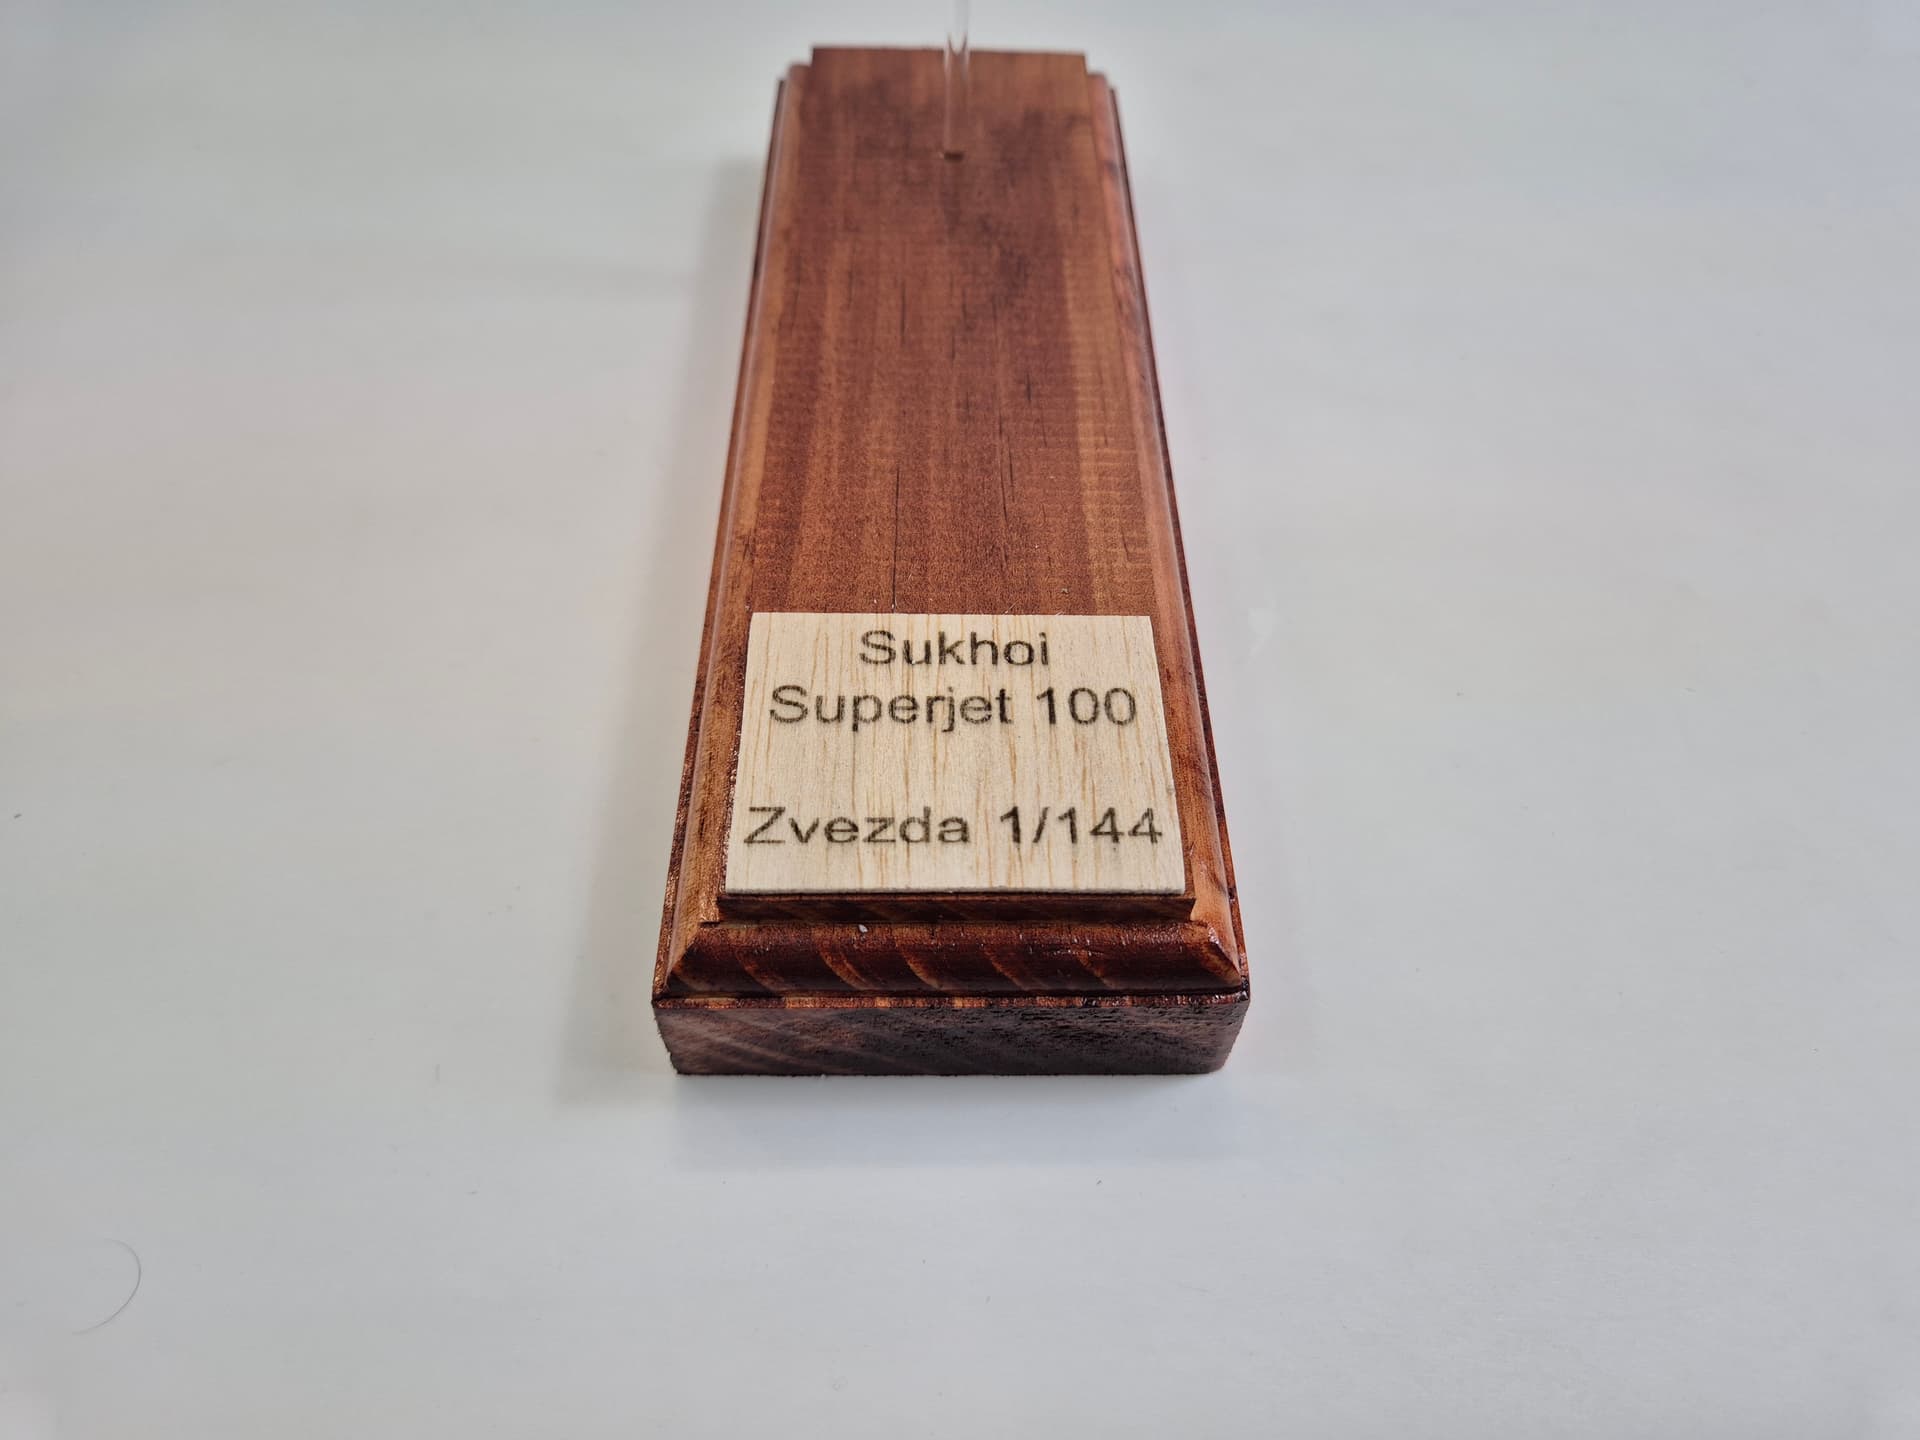 Sukhoi
Superjet 100
Zvezda 1/144